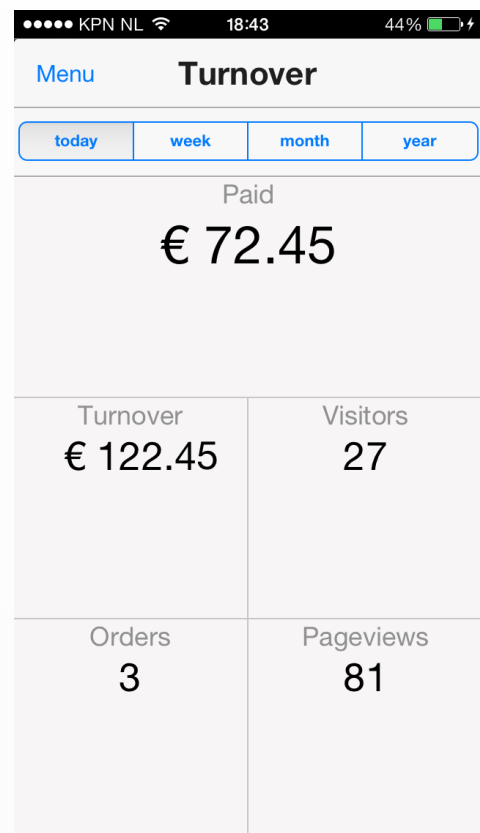 KPN NL 18:43 44%
Menu Turnover
today week month year
Paid
€ 72.45
Turnover Visitors
€ 122.45 27
Orders Pageviews
3 81